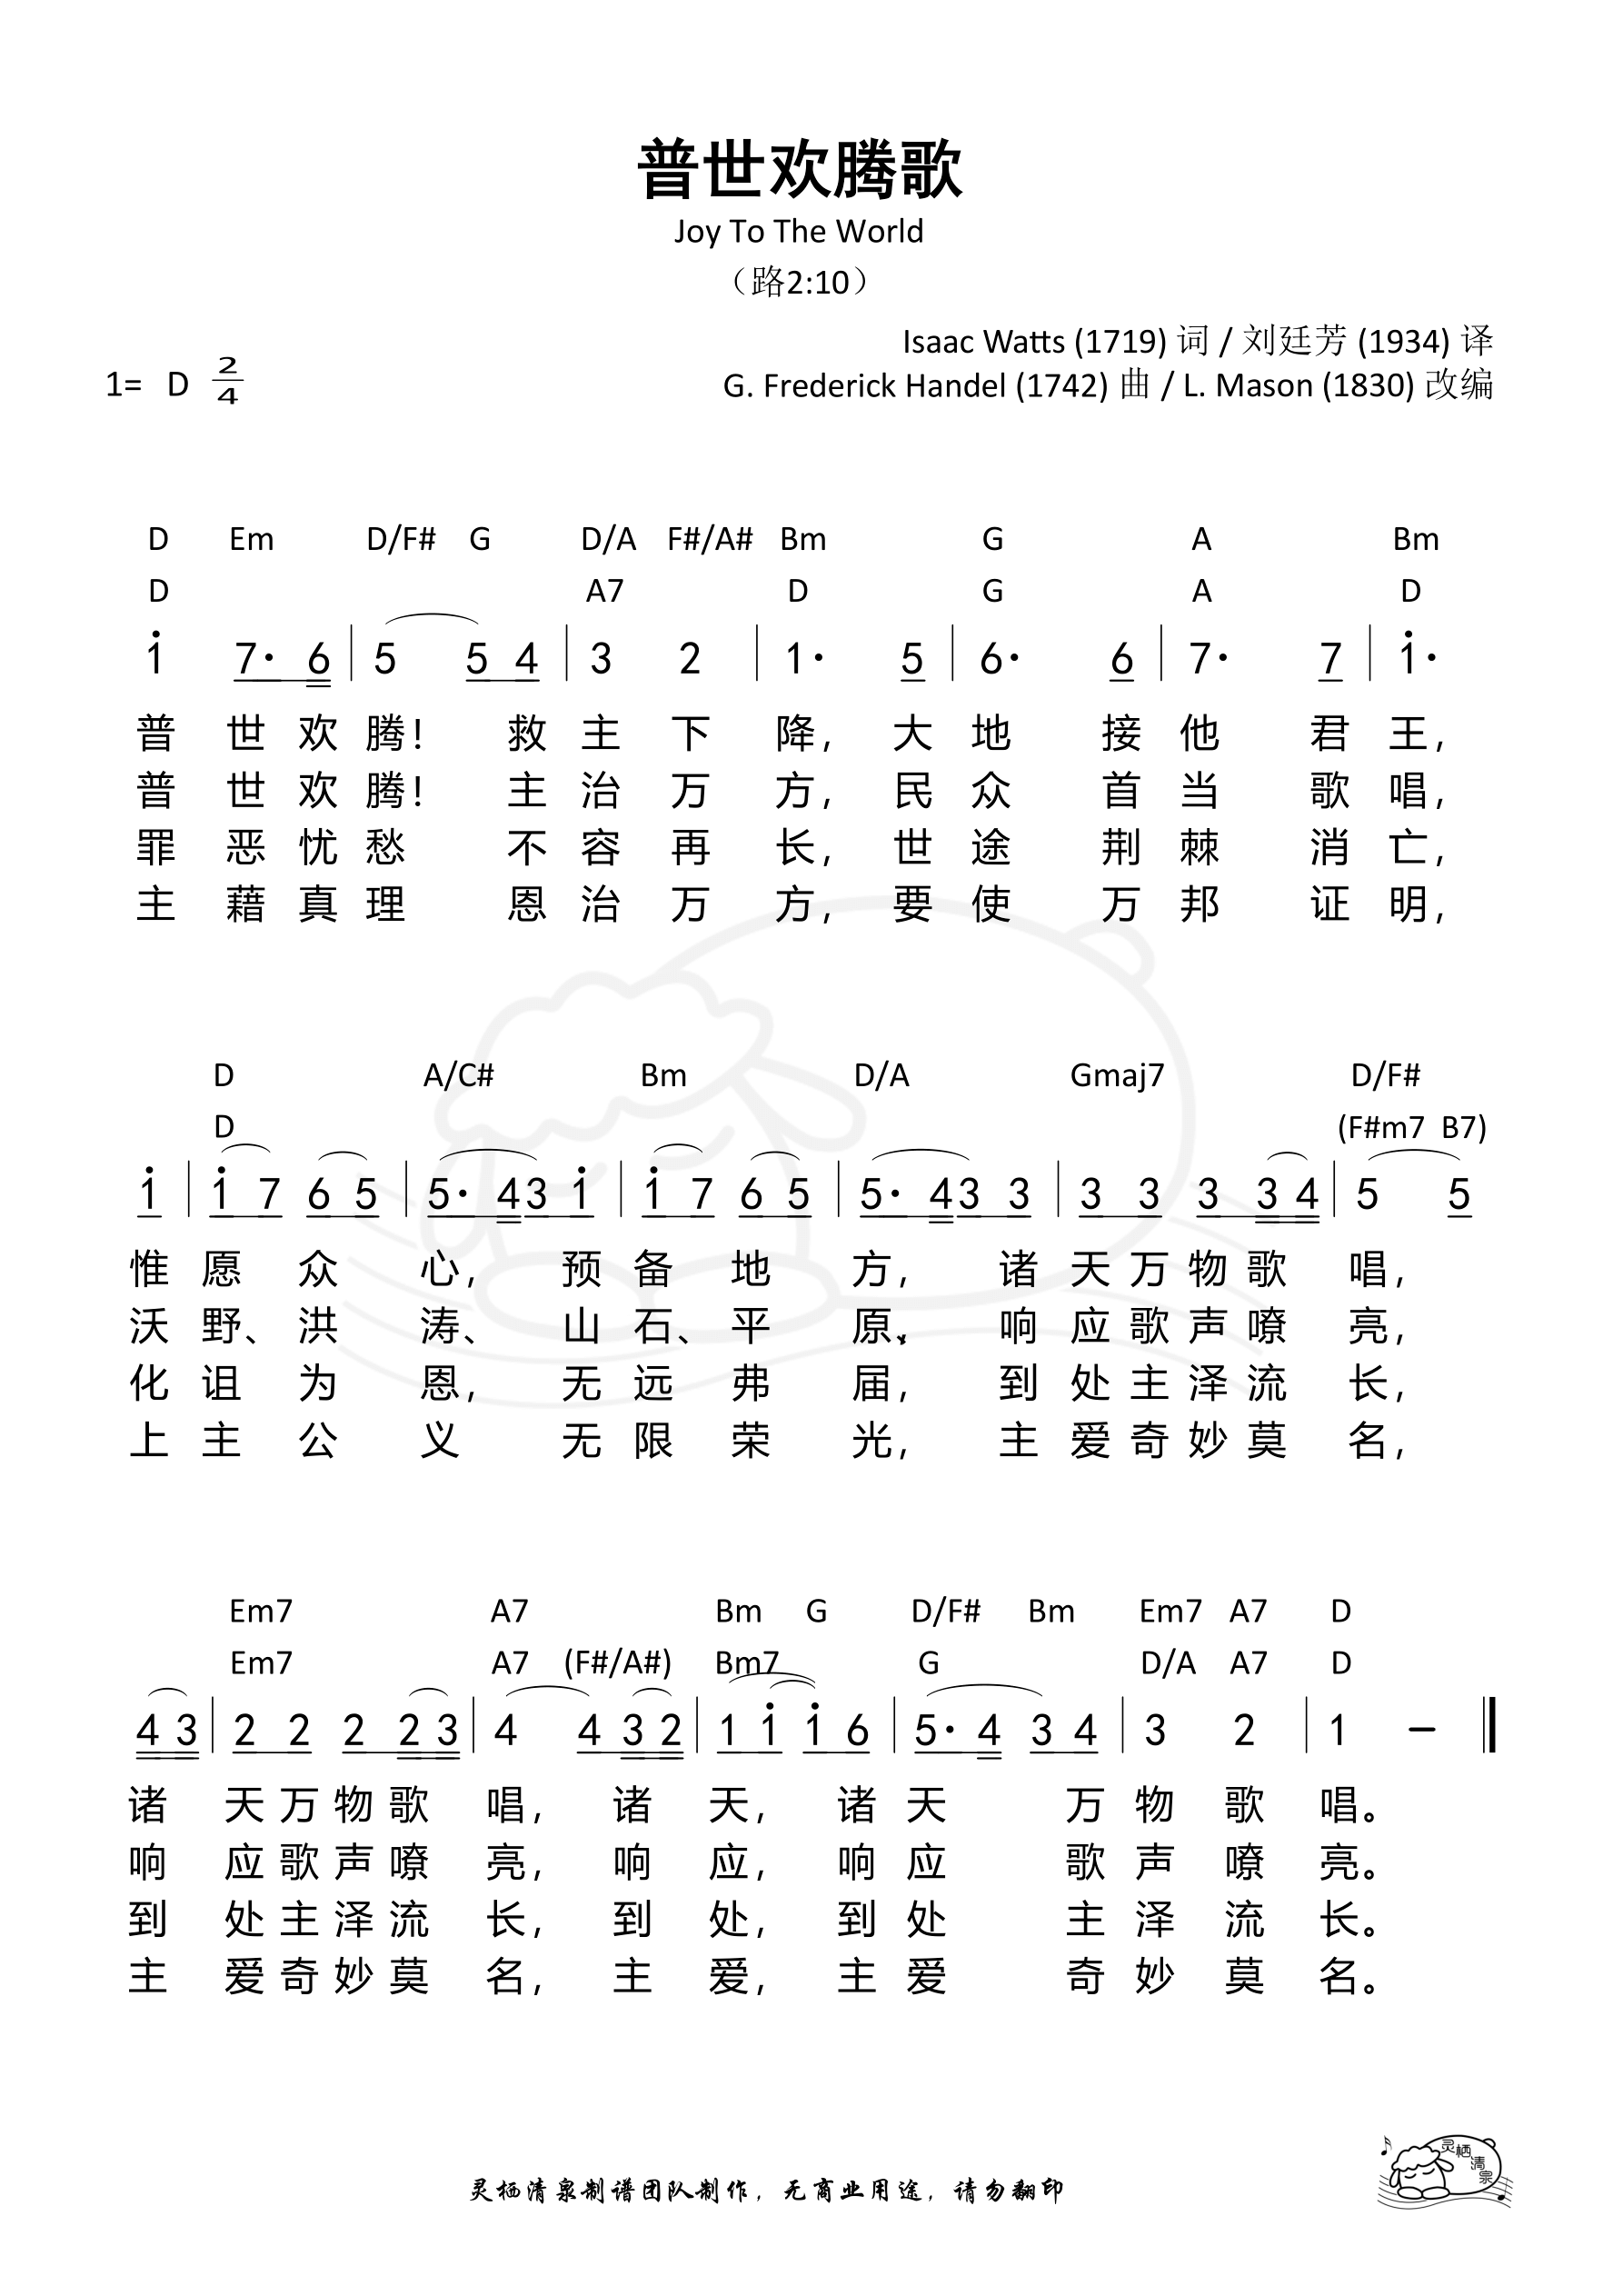 普世欢腾歌
Joy To The World
（路2:10）
Isaac Watts (1719) 词 / 刘廷芳 (1934) 译
1= D 2/4
G. Frederick Handel (1742) 曲 / L. Mason (1830) 改编
D Em D/F# G D/A F#/A# Bm G A Bm
D A7 D G A D
1 7· 6 | 5 5 4 | 3 2 | 1· 5 | 6· 6 | 7· 7 | 1·
普 世 欢 腾！ 救 主 下 降， 大 地 接 他 君 王，
普 世 欢 腾！ 主 治 万 方， 民 众 首 当 歌 唱，
罪 恶 忧 愁 不 容 再 长， 世 途 荆 棘 消 亡，
主 藉 真 理 恩 治 万 方， 要 使 万 邦 证 明，
D A/C# Bm D/A Gmaj7 D/F#
D (F#m7 B7)
1 | 1 7 6 5 | 5· 4 3 1 | 1 7 6 5 | 5· 4 3 3 | 3 3 3 3 4 | 5 5
惟 愿 众 心， 预 备 地 方， 诸 天 万 物 歌 唱，
沃 野、 洪 涛、 山 石、 平 原， 响 应 歌 声 嘹 亮，
化 诅 为 恩， 无 远 弗 届， 到 处 主 泽 流 长，
上 主 公 义 无 限 荣 光， 主 爱 奇 妙 莫 名，
Em7 A7 Bm G D/F# Bm Em7 A7 D
Em7 A7 (F#/A#) Bm7 G D/A A7 D
4 3 | 2 2 2 2 3 | 4 4 3 2 | 1 1 1 6 | 5· 4 3 4 | 3 2 | 1 –
诸 天 万 物 歌 唱， 诸 天， 诸 天 万 物 歌 唱。
响 应 歌 声 嘹 亮， 响 应， 响 应 歌 声 嘹 亮。
到 处 主 泽 流 长， 到 处， 到 处 主 泽 流 长。
主 爱 奇 妙 莫 名， 主 爱， 主 爱 奇 妙 莫 名。
灵栖清泉
灵栖清泉制谱团队制作，无商业用途，请勿翻印